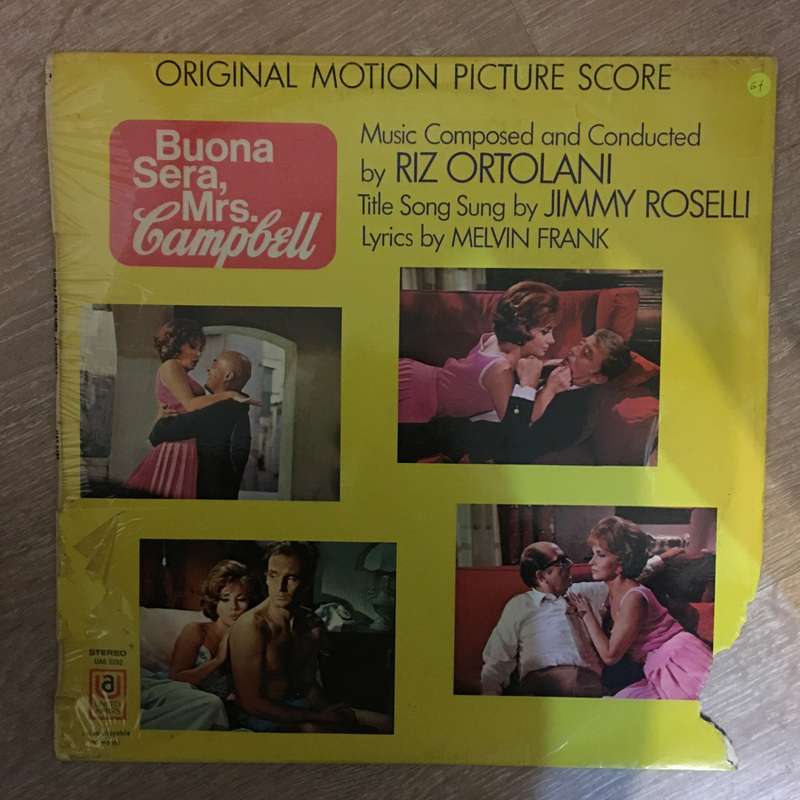 ORIGINAL MOTION PICTURE SCORE
G+
Buona
Sera,
Mrs.
Campbell
Music Composed and Conducted
by RIZ ORTOLANI
Title Song Sung by JIMMY ROSELLI
Lyrics by MELVIN FRANK
STEREO
UNITED